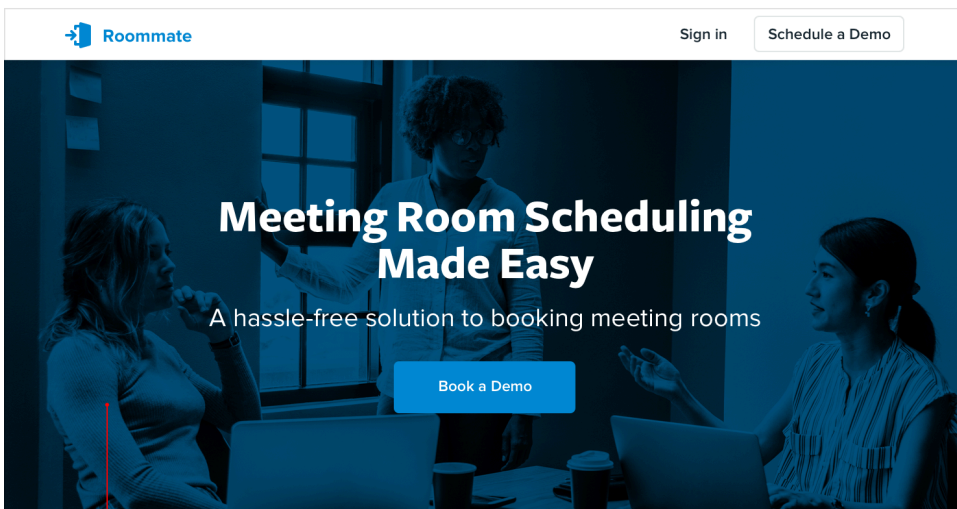 Roommate
Sign in
Schedule a Demo
Meeting Room Scheduling
Made Easy
A hassle-free solution to booking meeting rooms
Book a Demo